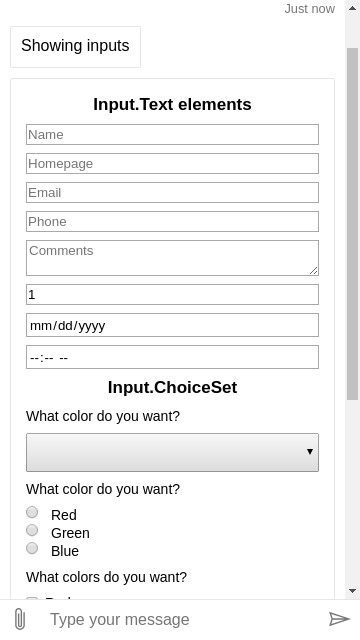 Just now
Showing inputs
Input.Text elements
Name
Homepage
Email
Phone
Comments
1
mm/dd/yyyy
--:-- --
Input.ChoiceSet
What color do you want?
What color do you want?
Red
Green
Blue
What colors do you want?
Type your message